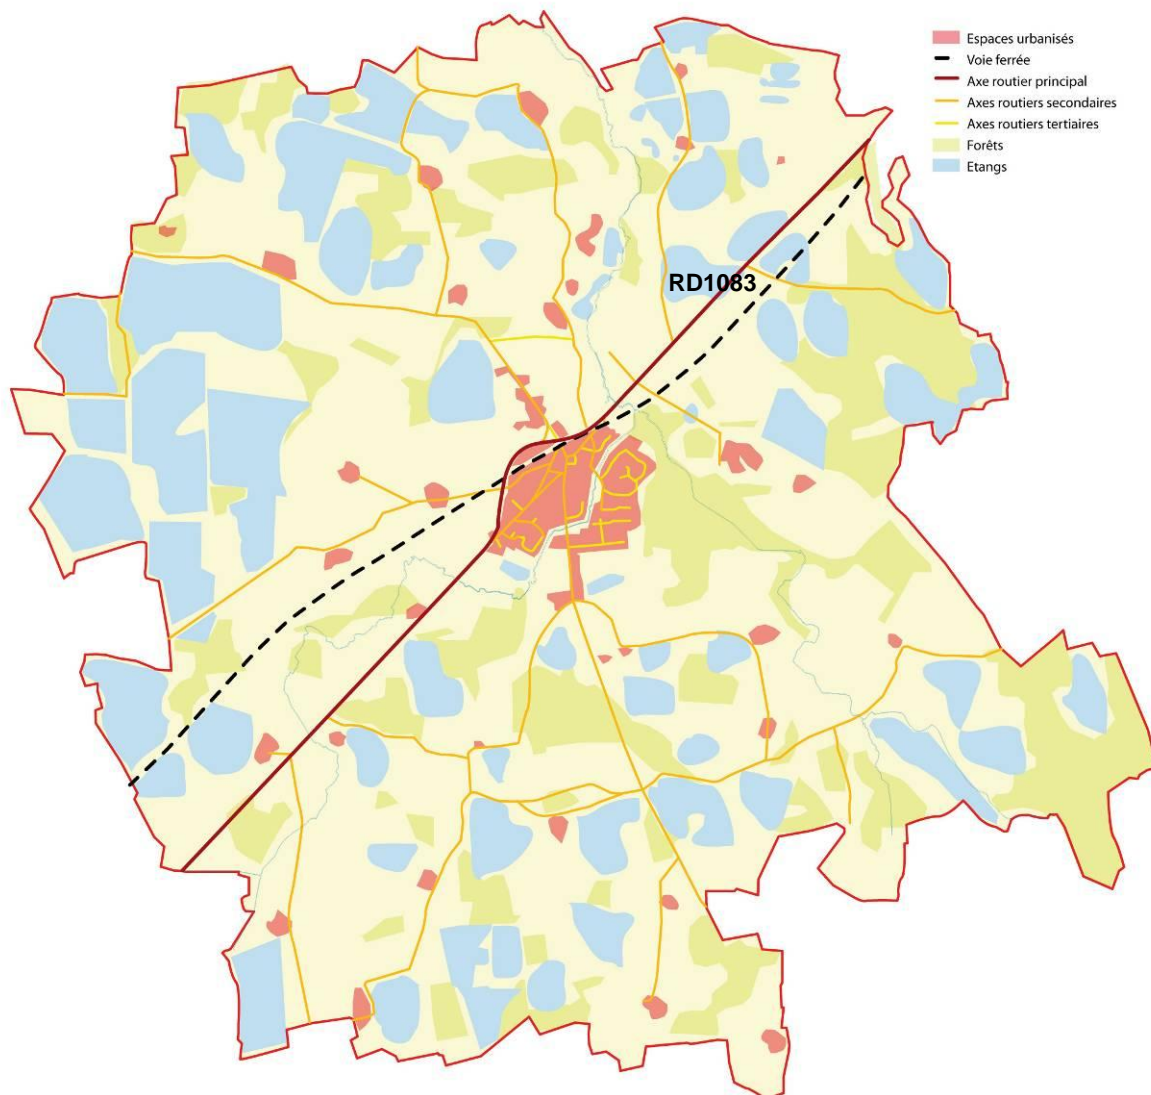 Espaces urbanisés
Voie ferrée
Axe routier principal
Axes routiers secondaires
Axes routiers tertiaires
Forêts
Etangs
RD1083